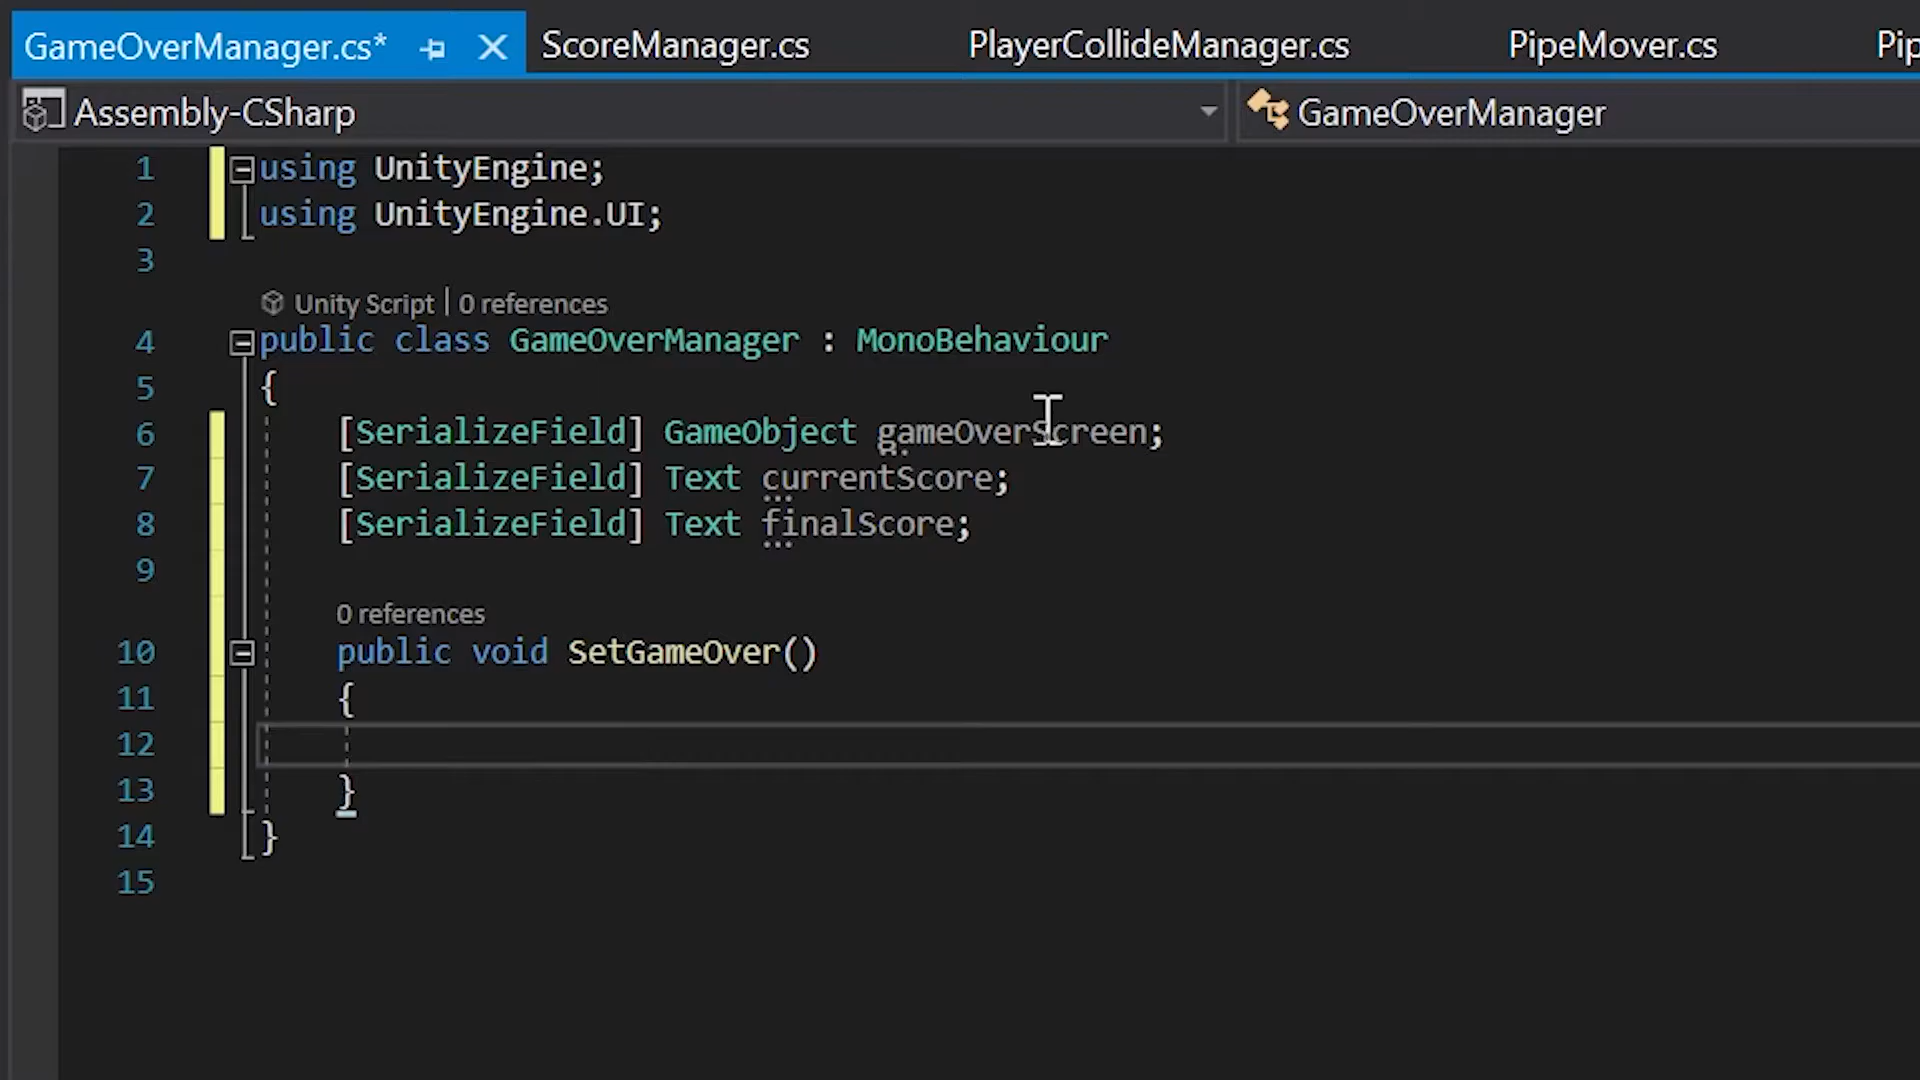 GameOverManager.cs* ScoreManager.cs PlayerCollideManager.cs PipeMover.cs Pip
Assembly-CSharp GameOverManager
1 using UnityEngine;
2 using UnityEngine.UI;
3
Unity Script | 0 references
4 public class GameOverManager : MonoBehaviour
5 {
6 [SerializeField] GameObject gameOverScreen;
7 [SerializeField] Text currentScore;
8 [SerializeField] Text finalScore;
9
0 references
10 public void SetGameOver()
11 {
12
13 }
14 }
15